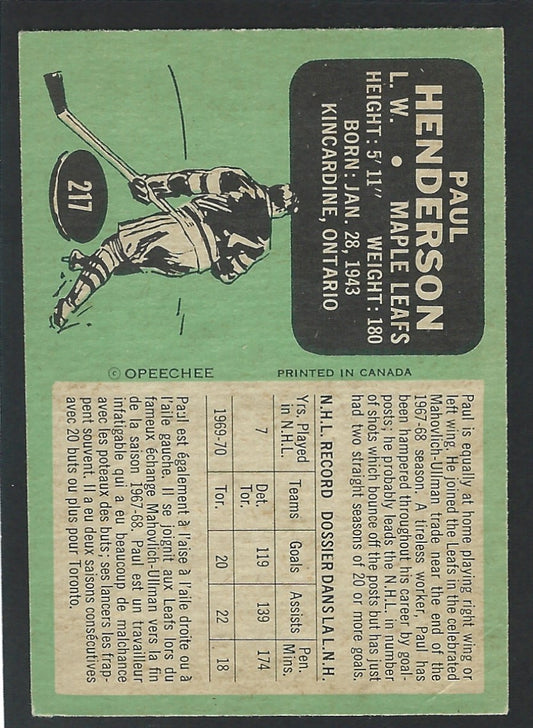 PAUL
HENDERSON
L. W. • MAPLE LEAFS
HEIGHT: 5' 11" WEIGHT: 180
BORN: JAN. 28, 1943
KINCARDINE, ONTARIO
217
© OPEECHEE PRINTED IN CANADA
Paul is equally at home playing right wing or
left wing. He joined the Leafs in the celebrated
Mahovlich-Ullman trade near the end of the
1967-68 season. A tireless worker, Paul has
been hampered throughout his career by goal-
posts; he probably leads the N.H.L. in number
of shots which bounce off the posts but has just
had two straight seasons of 20 or more goals.
N.H.L. RECORD DOSSIER DANS LA L.N.H.
Yrs. Played in N.H.L. Teams Goals Assists Pen. Mins.
7 Det. Tor. 119 139 174
1969-70 Tor. 20 22 18
Paul est également à l'aise à l'aile droite ou à
l'aile gauche. Il se joignit aux Leafs lors du
fameux échange Mahovlich-Ullman vers la fin
de la saison 1967-68. Paul est un travailleur
infatigable qui a eu beaucoup de malchance
avec les poteaux des buts; ses lancers les frap-
pent souvent. Il a eu deux saisons consécutives
avec 20 buts ou plus pour Toronto.